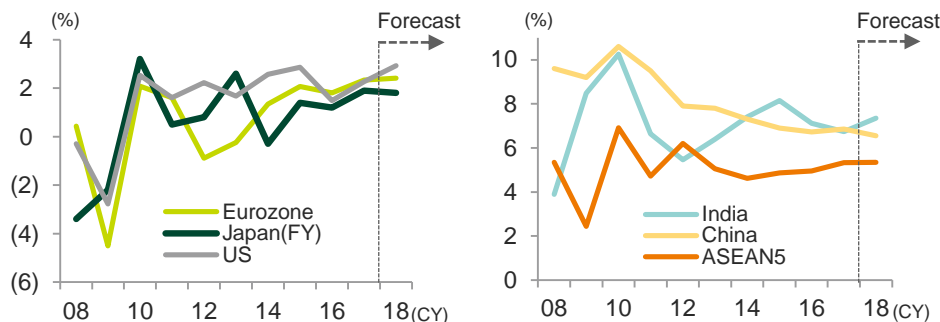 (%)
Forecast
4
2
0
(2)
(4)
(6)
Eurozone
Japan(FY)
US
08 10 12 14 16 18 (CY)
(%)
Forecast
10
8
6
4
2
0
India
China
ASEAN5
08 10 12 14 16 18 (CY)